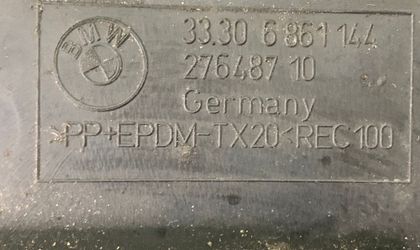 BMW
33.30 6 861 144
276487 10
Germany
>PP+EPDM-TX20<REC100